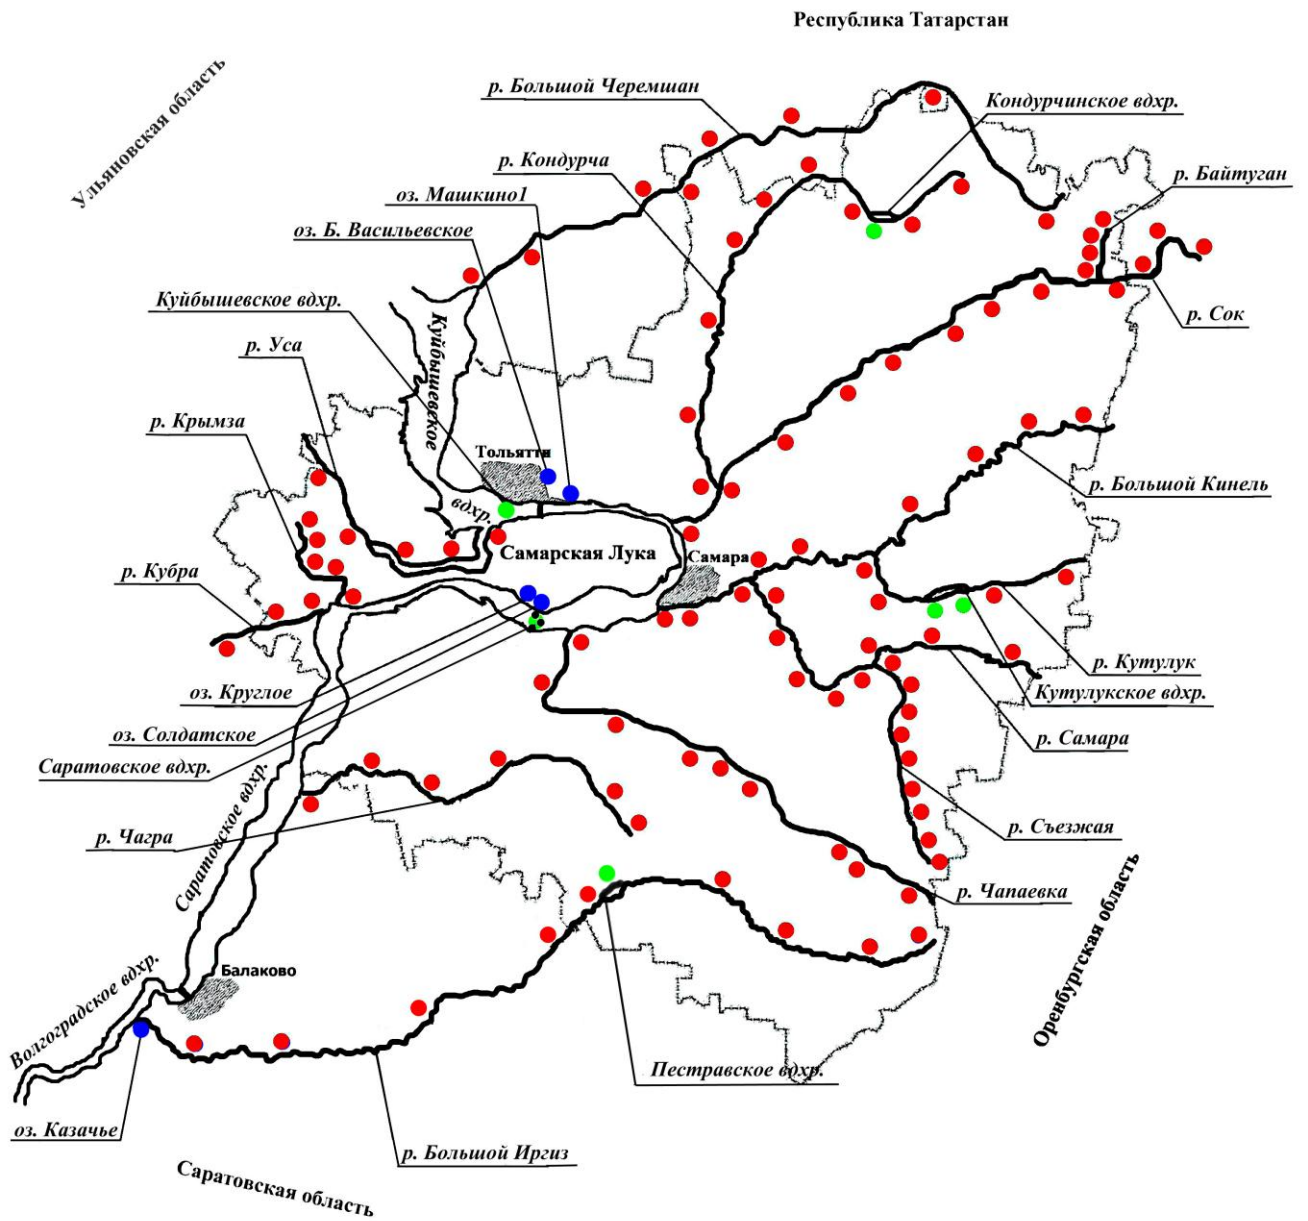 Республика Татарстан
Ульяновская область
р. Большой Черемшан
Кондурчинское вдхр.
р. Кондурча
р. Байтуган
оз. Машкино1
оз. Б. Васильевское
Куйбышевское вдхр.
р. Сок
р. Уса
Куйбышевское
вдхр.
р. Крымза
Тольятти
р. Большой Кинель
Самарская Лука
Самара
р. Кубра
р. Кутулук
оз. Круглое
Кутулукское вдхр.
оз. Солдатское
р. Самара
Саратовское вдхр.
Саратовское вдхр.
р. Чагра
р. Съезжая
р. Чапаевка
Оренбургская область
Балаково
Волгоградское вдхр.
Пестравское вдхр.
оз. Казачье
р. Большой Иргиз
Саратовская область